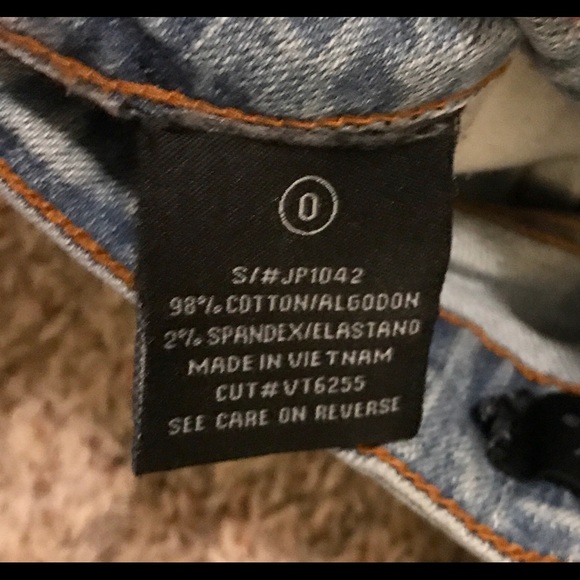 0
S/#JP1042
98% COTTON/ALGODON
2% SPANDEX/ELASTANO
MADE IN VIETNAM
CUT# VT6255
SEE CARE ON REVERSE